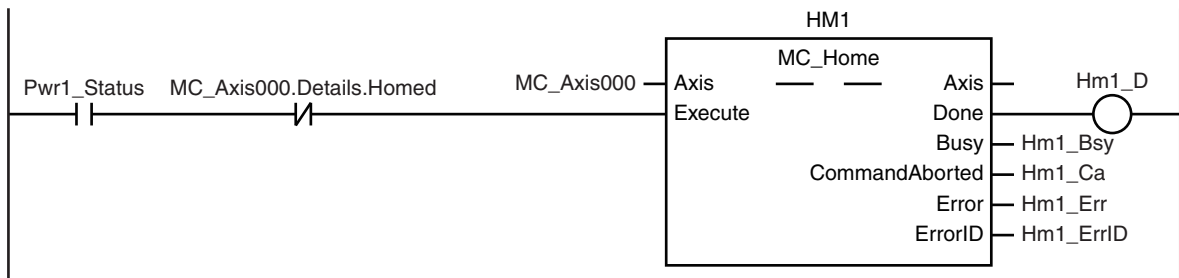 HM1
MC_Home
Pwr1_Status MC_Axis000.Details.Homed MC_Axis000 Axis Axis Hm1_D
Execute Done
Busy Hm1_Bsy
CommandAborted Hm1_Ca
Error Hm1_Err
ErrorID Hm1_ErrID